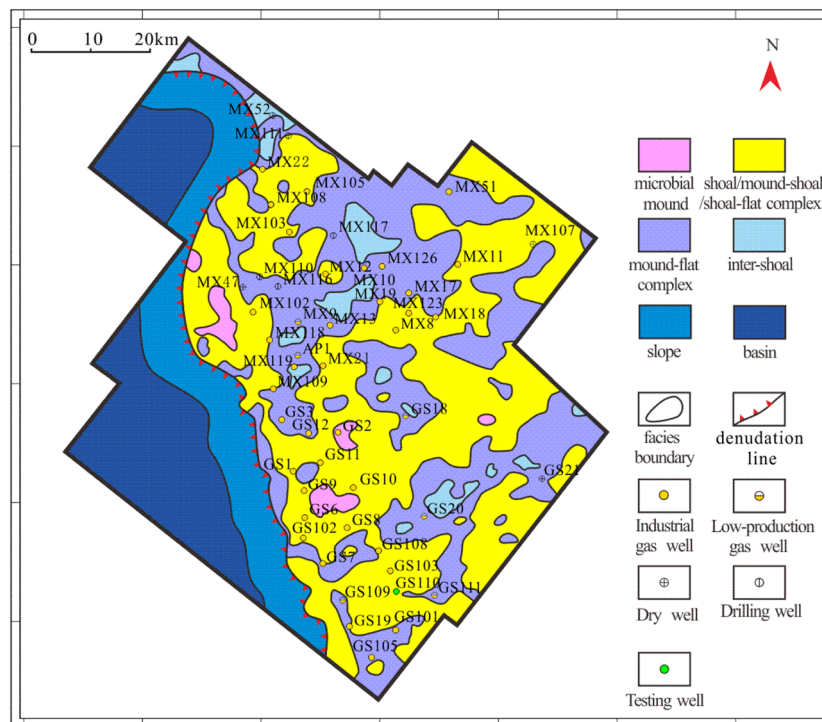 0 10 20km
N
MX52
MX111
MX22
MX105
MX51
MX108
MX107
MX103
MX117
MX126
MX11
MX110
MX12
MX47
MX116
MX10
MX17
MX19
MX102
MX123
MX9
MX13
MX18
MX8
MX118
AP1
MX119
MX21
MX109
GS3
GS18
GS12
GS2
GS11
GS1
GS21
GS9
GS10
GS6
GS20
GS102
GS8
GS108
GS7
GS103
GS110
GS109
GS111
GS19
GS101
GS105
microbial
mound
shoal/mound-shoal
/shoal-flat complex
mound-flat
complex
inter-shoal
slope
basin
facies
boundary
denudation
line
Industrial
gas well
Low-production
gas well
Dry well
Drilling well
Testing well